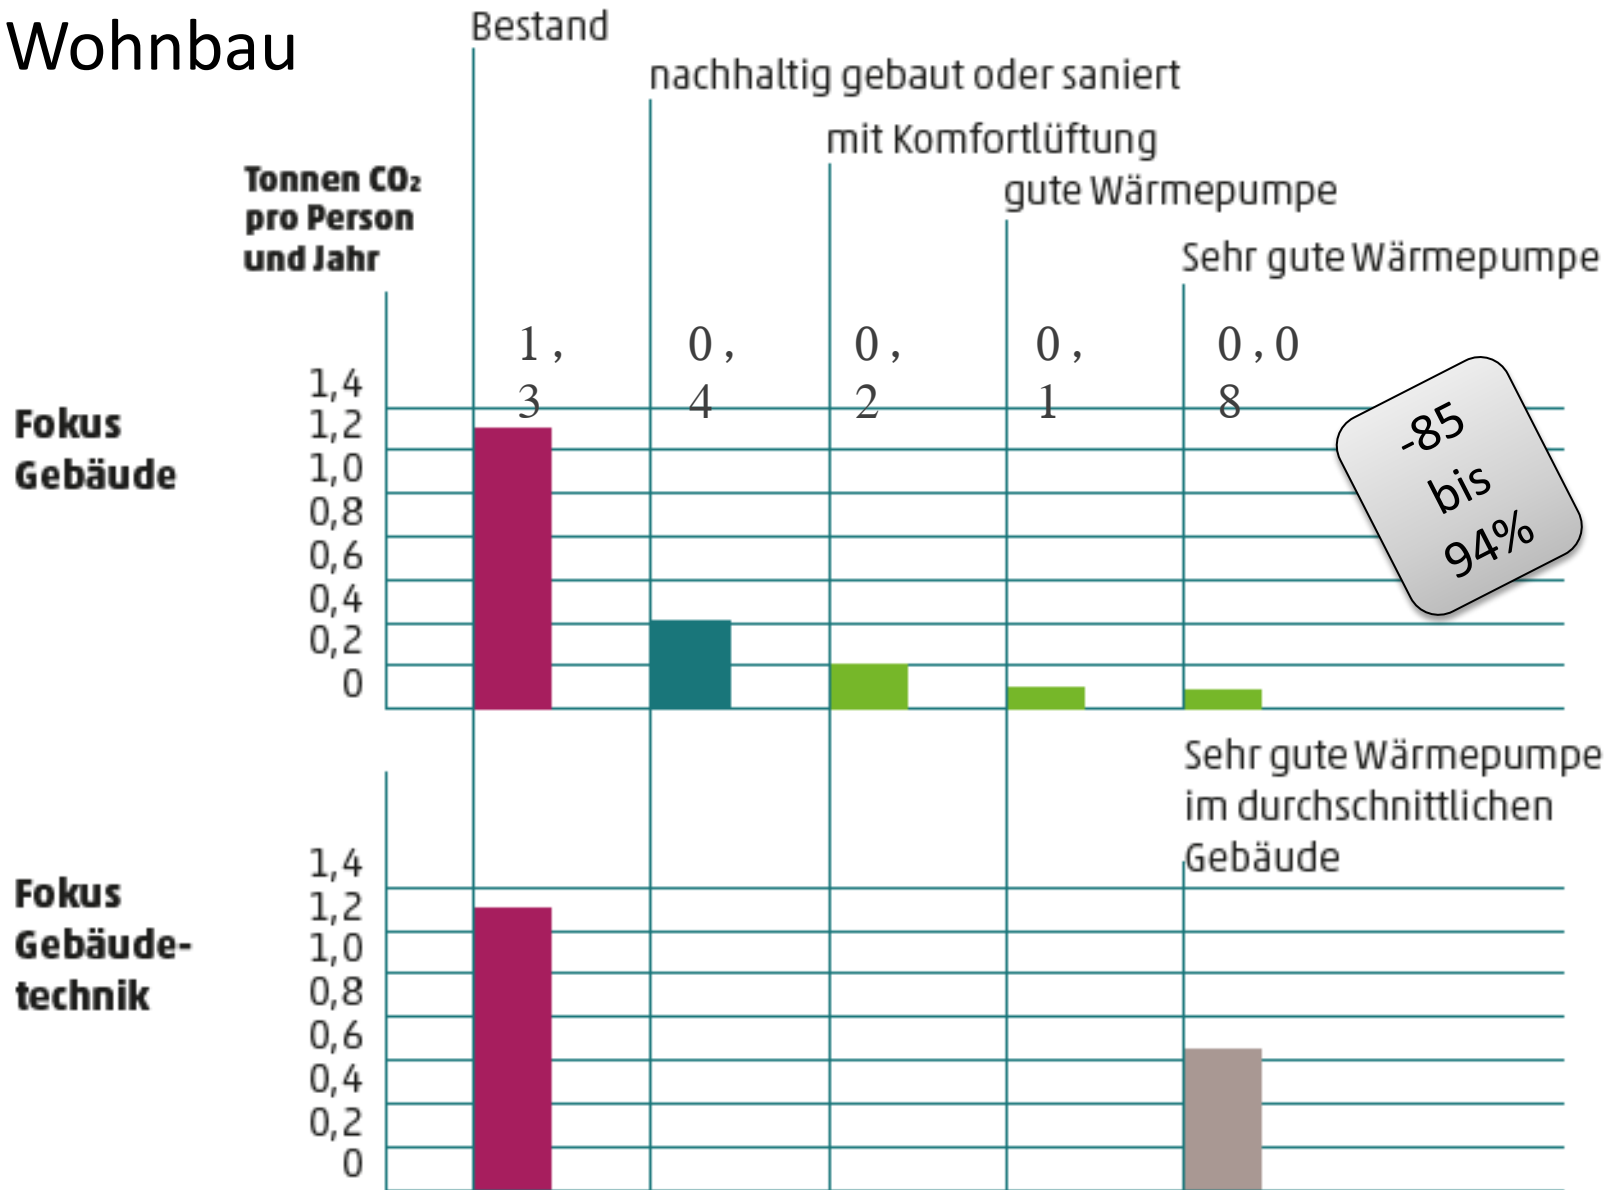 Wohnbau
Bestand
nachhaltig gebaut oder saniert
mit Komfortlüftung
gute Wärmepumpe
Sehr gute Wärmepumpe
Tonnen CO₂
pro Person
und Jahr
1,
3
0,
4
0,
2
0,
1
0,0
8
Fokus
Gebäude
1,4
1,2
1,0
0,8
0,6
0,4
0,2
0
-85
bis
94%
Sehr gute Wärmepumpe
im durchschnittlichen
Gebäude
Fokus
Gebäude-
technik
1,4
1,2
1,0
0,8
0,6
0,4
0,2
0